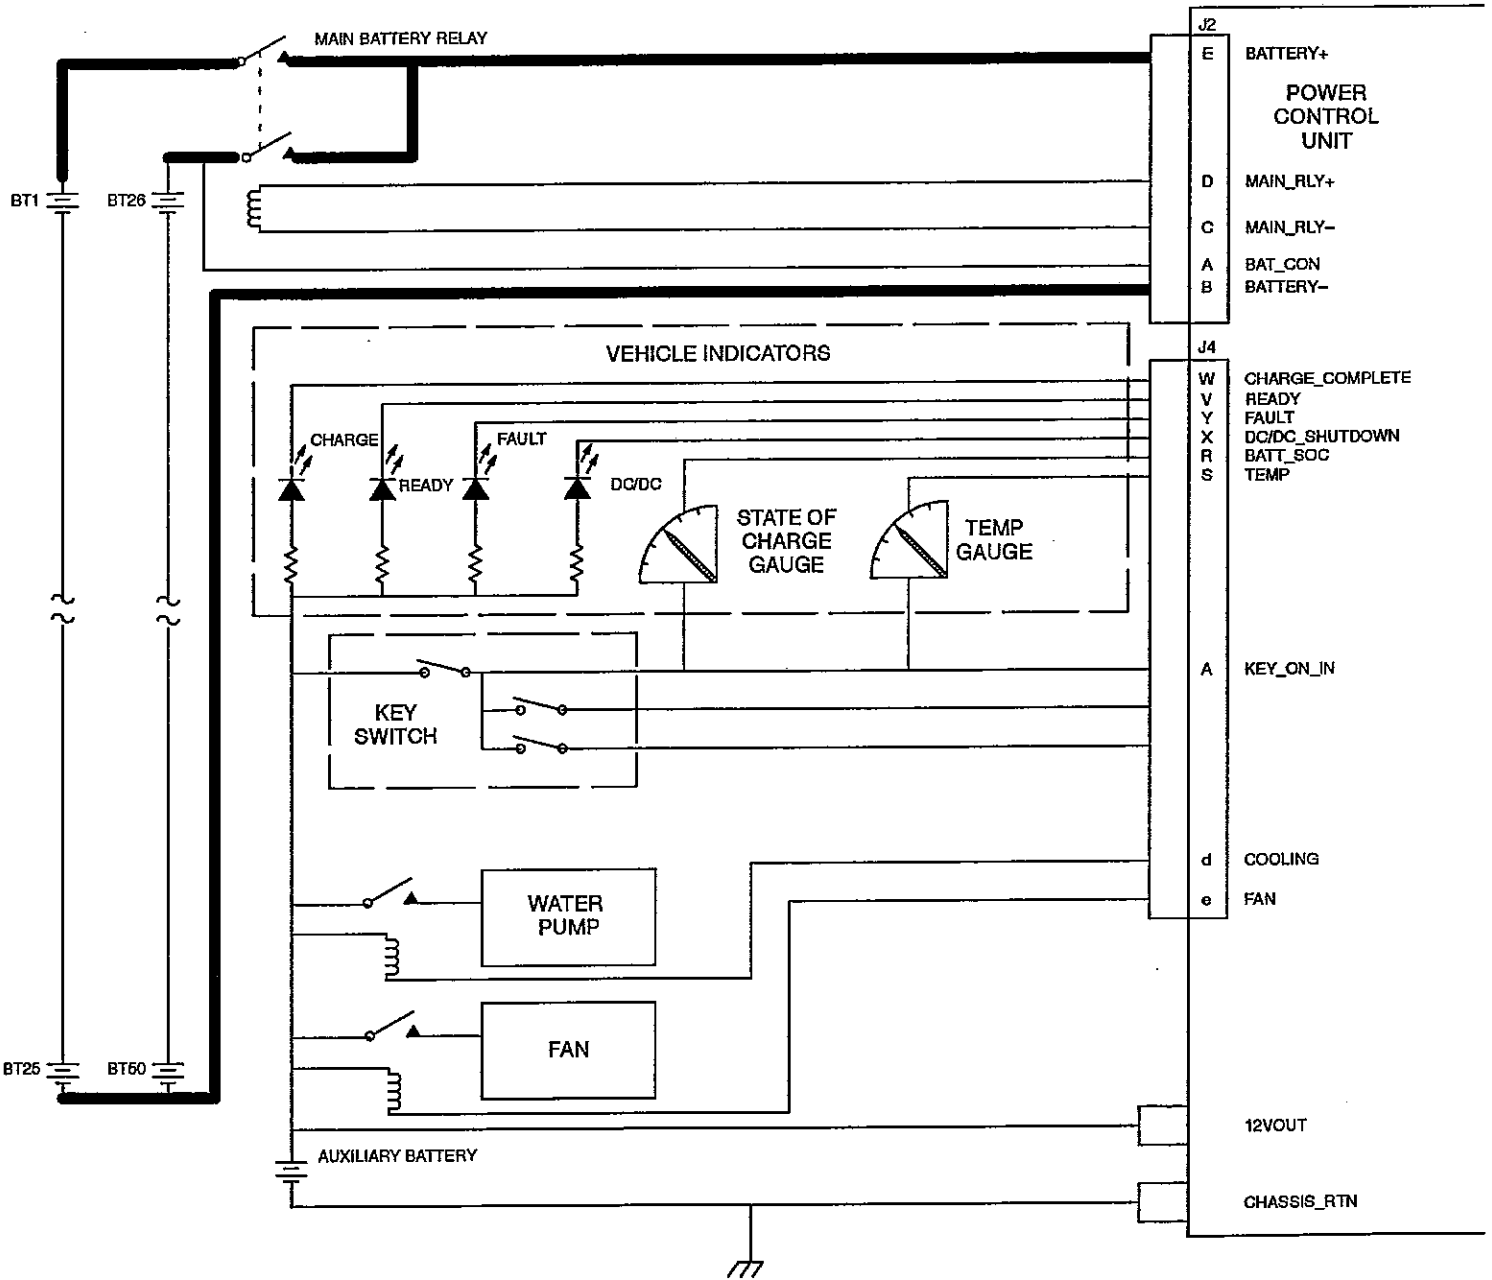 MAIN BATTERY RELAY
J2
E BATTERY+
POWER
CONTROL
UNIT
D MAIN_RLY+
BT1
BT26
C MAIN_RLY–
A BAT_CON
B BATTERY–
J4
VEHICLE INDICATORS
W CHARGE_COMPLETE
V READY
Y FAULT
X DC/DC_SHUTDOWN
R BATT_SOC
S TEMP
CHARGE
READY
FAULT
DC/DC
STATE OF
CHARGE
GAUGE
TEMP
GAUGE
A KEY_ON_IN
KEY
SWITCH
d COOLING
e FAN
WATER
PUMP
FAN
BT25
BT50
12VOUT
AUXILIARY BATTERY
CHASSIS_RTN